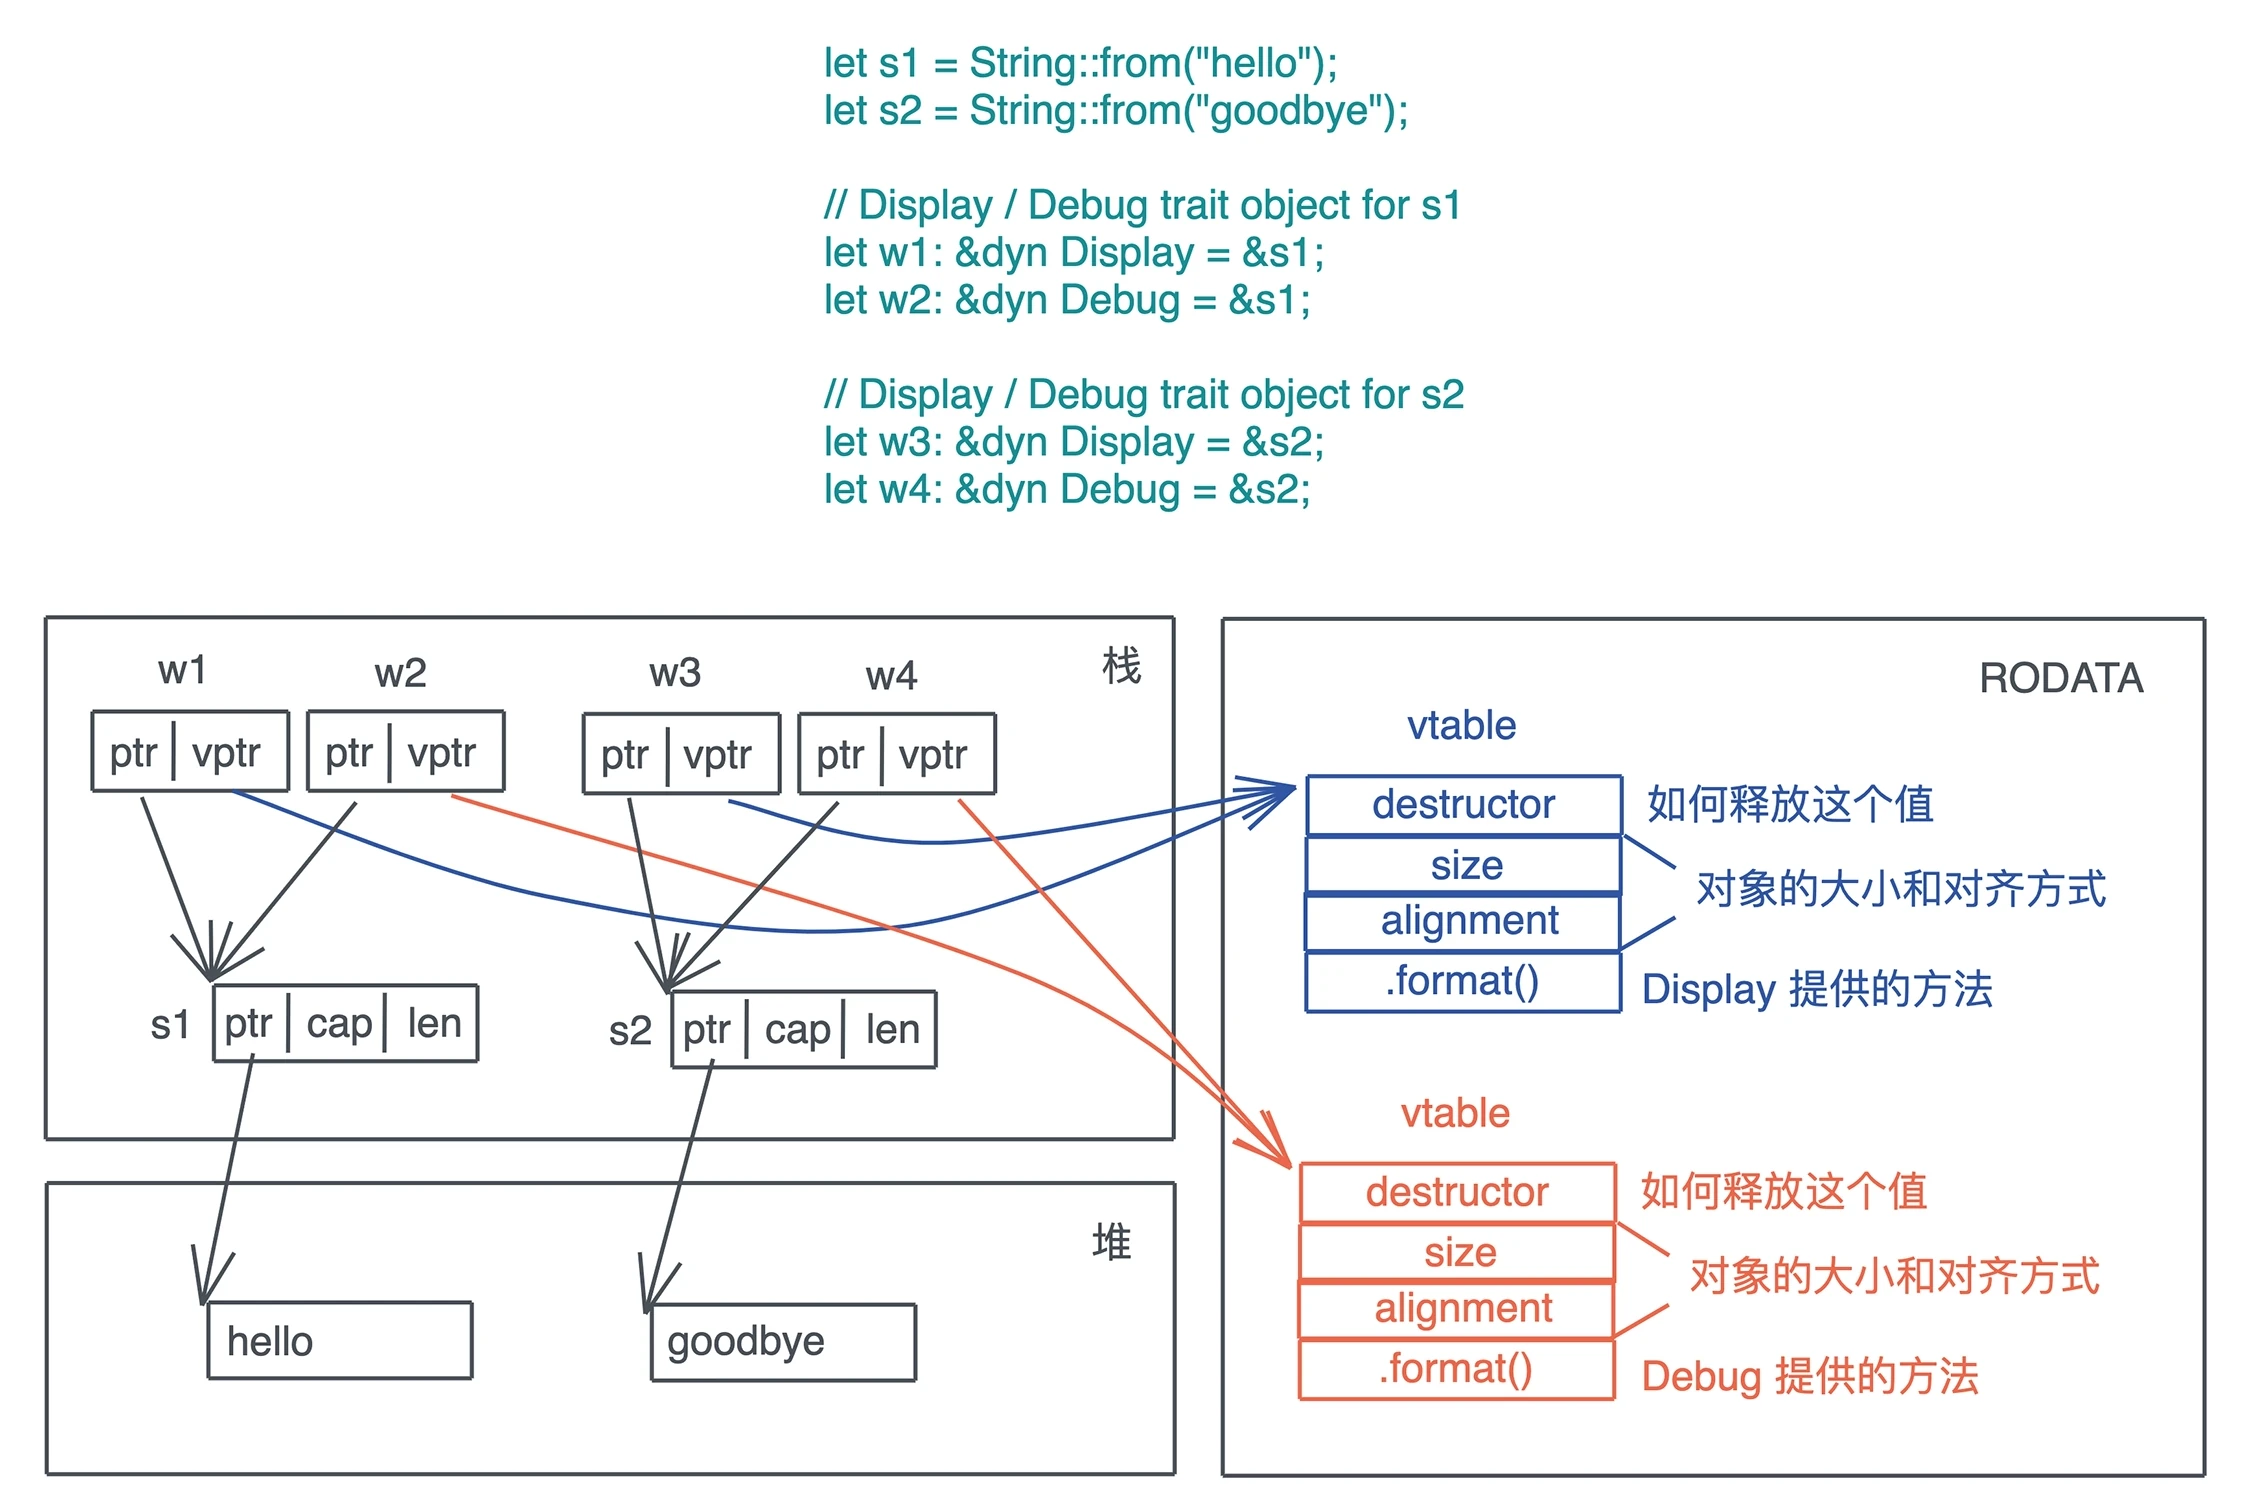 let s1 = String::from("hello");
let s2 = String::from("goodbye");
// Display / Debug trait object for s1
let w1: &dyn Display = &s1;
let w2: &dyn Debug = &s1;
// Display / Debug trait object for s2
let w3: &dyn Display = &s2;
let w4: &dyn Debug = &s2;
w1 w2 w3 w4 栈
ptr vptr ptr vptr ptr vptr ptr vptr
s1 ptr cap len s2 ptr cap len
堆
hello goodbye
RODATA
vtable
destructor 如何释放这个值
size
对象的大小和对齐方式
alignment
.format() Display 提供的方法
vtable
destructor 如何释放这个值
size
对象的大小和对齐方式
alignment
.format() Debug 提供的方法